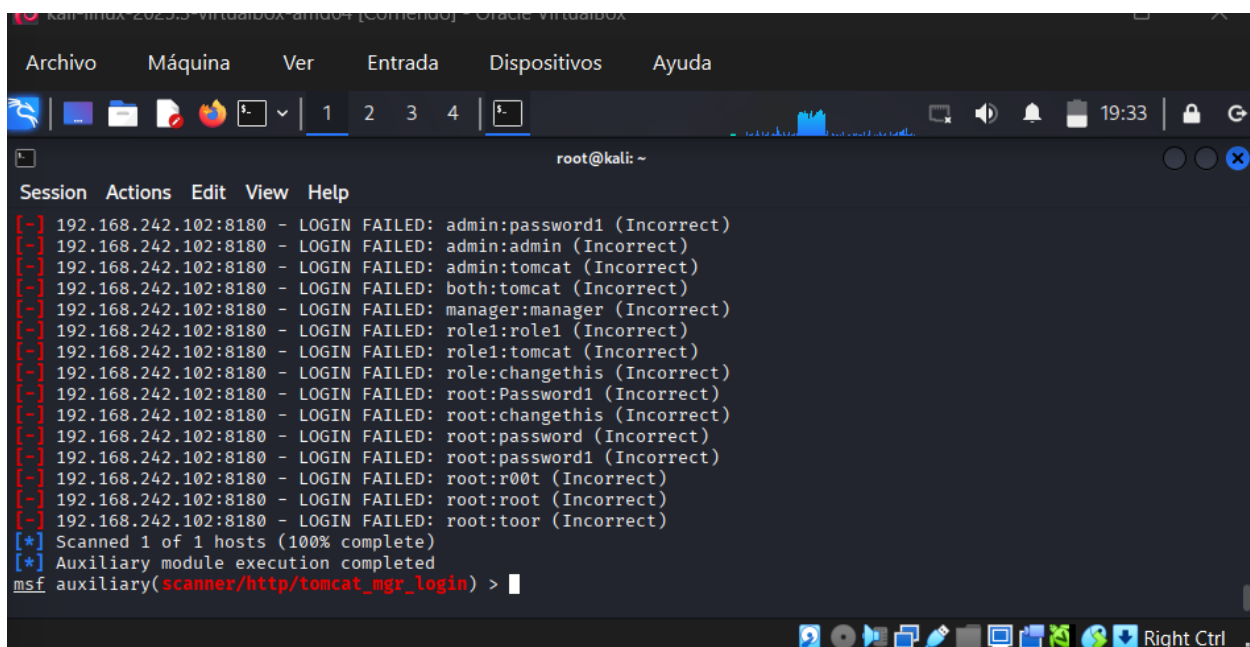 kali-linux-2025.3-virtualbox-amd64 [Corriendo] - Oracle VirtualBox
Archivo Máquina Ver Entrada Dispositivos Ayuda
1 2 3 4 19:33
root@kali: ~
Session Actions Edit View Help
[-] 192.168.242.102:8180 - LOGIN FAILED: admin:password1 (Incorrect)
[-] 192.168.242.102:8180 - LOGIN FAILED: admin:admin (Incorrect)
[-] 192.168.242.102:8180 - LOGIN FAILED: admin:tomcat (Incorrect)
[-] 192.168.242.102:8180 - LOGIN FAILED: both:tomcat (Incorrect)
[-] 192.168.242.102:8180 - LOGIN FAILED: manager:manager (Incorrect)
[-] 192.168.242.102:8180 - LOGIN FAILED: role1:role1 (Incorrect)
[-] 192.168.242.102:8180 - LOGIN FAILED: role1:tomcat (Incorrect)
[-] 192.168.242.102:8180 - LOGIN FAILED: role:changethis (Incorrect)
[-] 192.168.242.102:8180 - LOGIN FAILED: root:Password1 (Incorrect)
[-] 192.168.242.102:8180 - LOGIN FAILED: root:changethis (Incorrect)
[-] 192.168.242.102:8180 - LOGIN FAILED: root:password (Incorrect)
[-] 192.168.242.102:8180 - LOGIN FAILED: root:password1 (Incorrect)
[-] 192.168.242.102:8180 - LOGIN FAILED: root:r00t (Incorrect)
[-] 192.168.242.102:8180 - LOGIN FAILED: root:root (Incorrect)
[-] 192.168.242.102:8180 - LOGIN FAILED: root:toor (Incorrect)
[*] Scanned 1 of 1 hosts (100% complete)
[*] Auxiliary module execution completed
msf auxiliary(scanner/http/tomcat_mgr_login) >
Right Ctrl